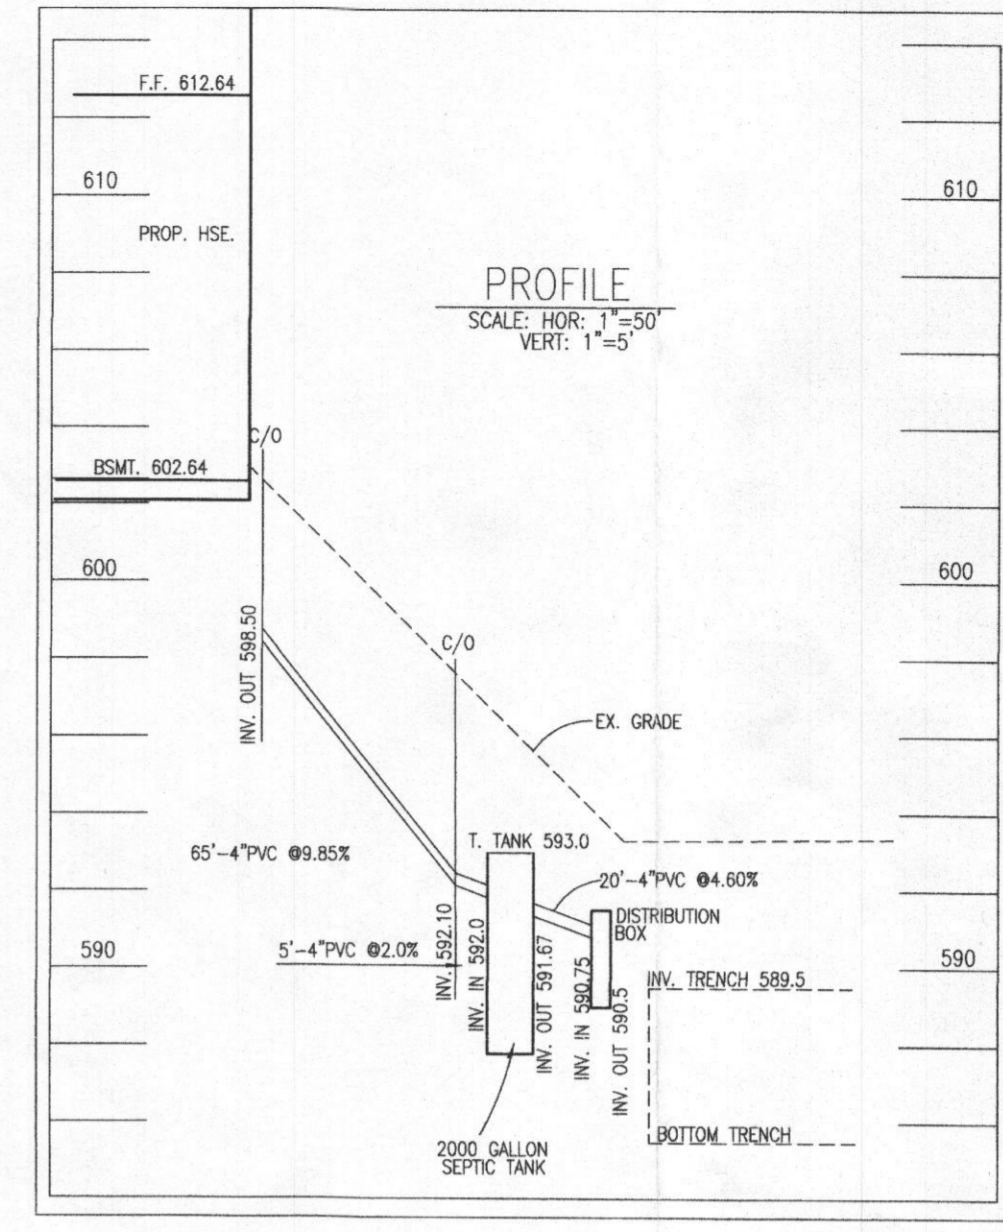 F.F. 612.64
610
610
PROP. HSE.
PROFILE
SCALE: HOR: 1"=50'
VERT: 1"=5'
C/O
BSMT. 602.64
600
600
INV. OUT 598.50
C/O
EX. GRADE
T. TANK 593.0
65'-4"PVC @9.85%
20'-4"PVC @4.60%
DISTRIBUTION
BOX
590
590
5'-4"PVC @2.0%
INV. 592.10
INV. IN 592.0
INV. OUT 591.67
INV. IN 590.75
INV. OUT 590.5
INV. TRENCH 589.5
BOTTOM TRENCH
2000 GALLON
SEPTIC TANK